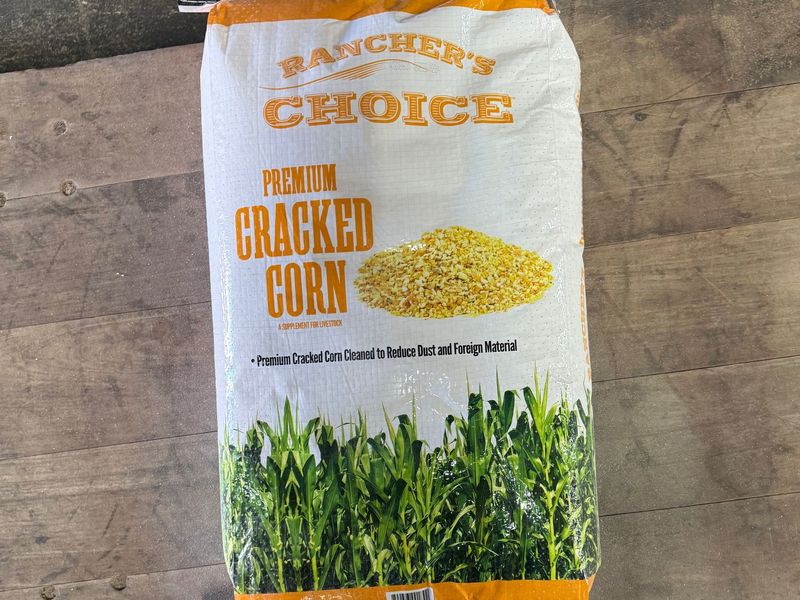 RANCHER'S
CHOICE
PREMIUM
CRACKED
CORN
A SUPPLEMENT FOR LIVESTOCK
• Premium Cracked Corn Cleaned to Reduce Dust and Foreign Material